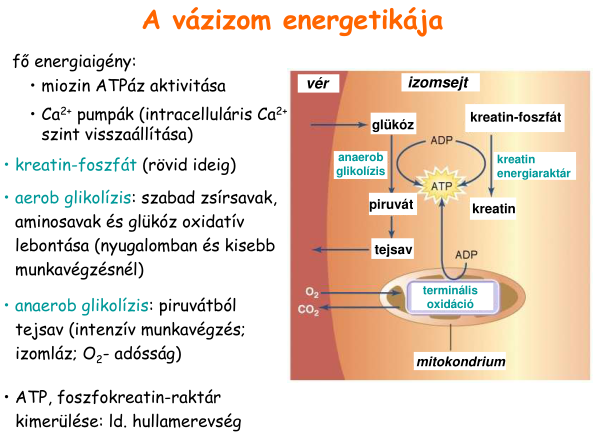 A vázizom energetikája
fő energiaigény:
• miozin ATPáz aktivitása
• Ca²⁺ pumpák (intracelluláris Ca²⁺
szint visszaállítása)
• kreatin-foszfát (rövid ideig)
• aerob glikolízis: szabad zsírsavak,
aminosavak és glükóz oxidatív
lebontása (nyugalomban és kisebb
munkavégzésnél)
• anaerob glikolízis: piruvátból
tejsav (intenzív munkavégzés;
izomláz; O₂- adósság)
• ATP, foszfokreatin-raktár
kimerülése: ld. hullamerevség
vér
izomsejt
glükóz
kreatin-foszfát
ADP
anaerob
glikolízis
kreatin
energiaraktár
ATP
piruvát
kreatin
tejsav
ADP
O₂
CO₂
terminális
oxidáció
mitokondrium